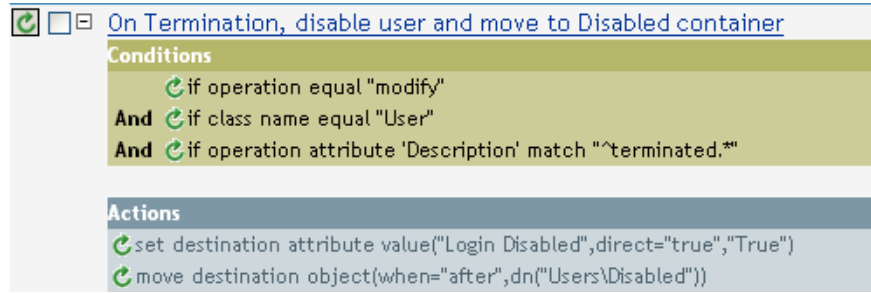 On Termination, disable user and move to Disabled container
Conditions
if operation equal "modify"
And if class name equal "User"
And if operation attribute 'Description' match "^terminated.*"
Actions
set destination attribute value("Login Disabled",direct="true","True")
move destination object(when="after",dn("Users\Disabled"))